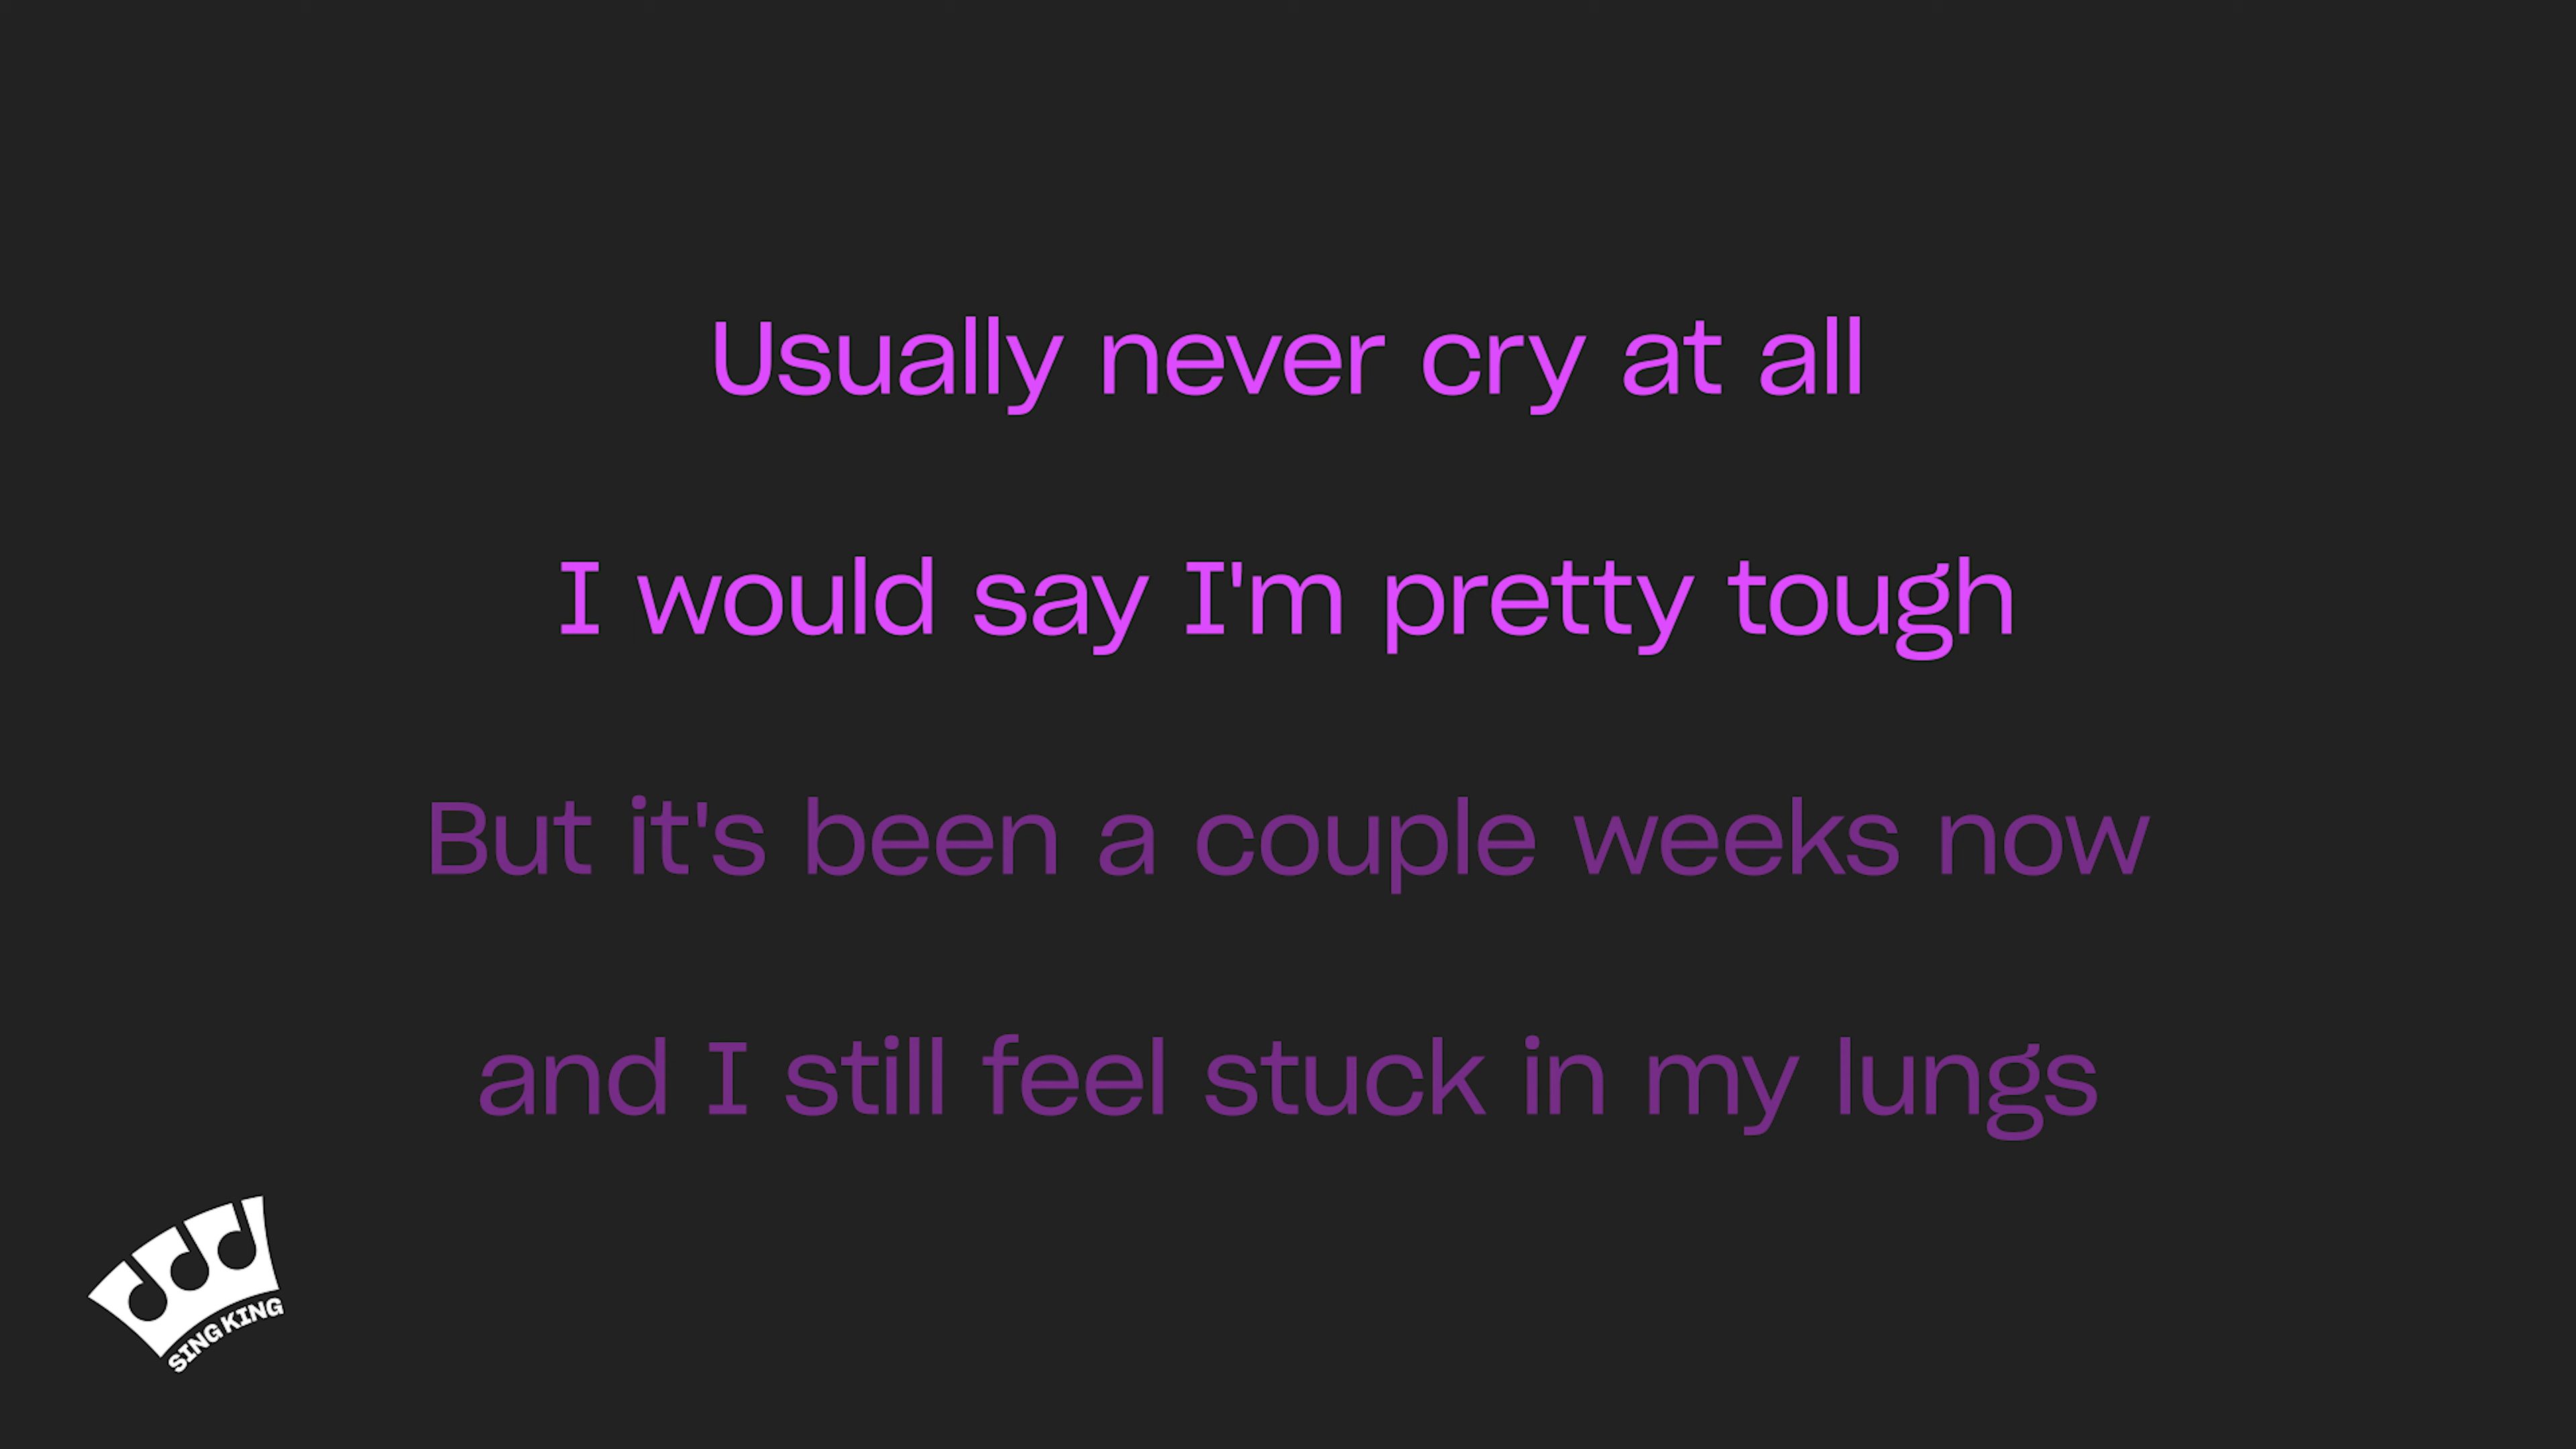 Usually never cry at all
I would say I'm pretty tough
But it's been a couple weeks now
and I still feel stuck in my lungs
SING KING